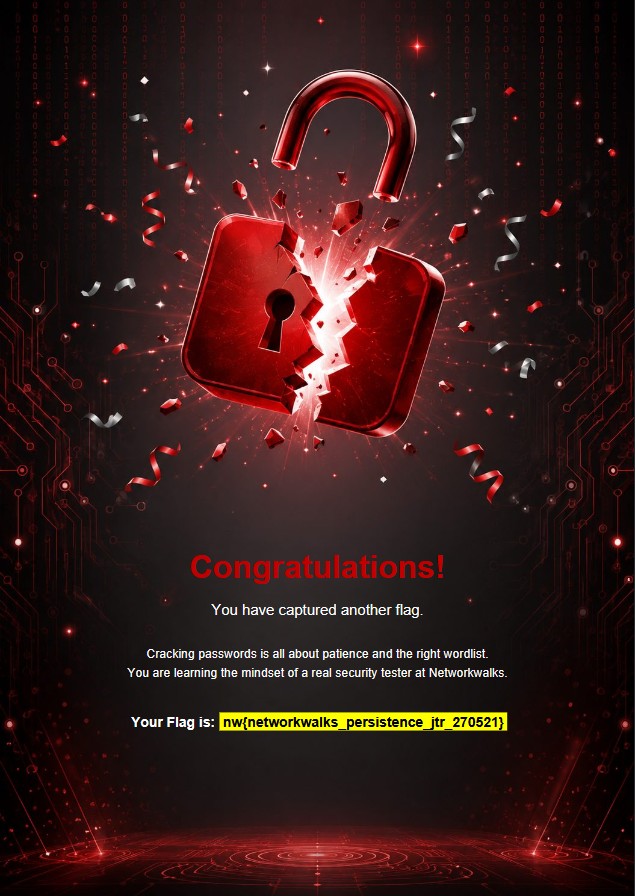 Congratulations!
You have captured another flag.
Cracking passwords is all about patience and the right wordlist.
You are learning the mindset of a real security tester at Networkwalks.
Your Flag is: nw{networkwalks_persistence_jtr_270521}